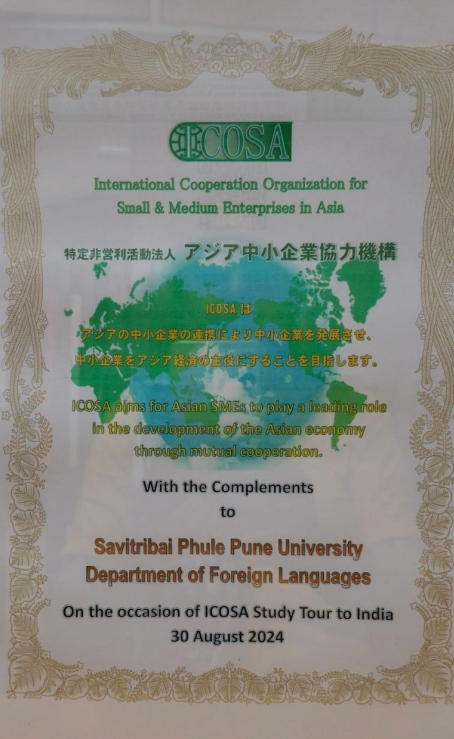 ICOSA
International Cooperation Organization for
Small & Medium Enterprises in Asia
特定非営利活動法人 アジア中小企業協力機構
ICOSA は
アジアの中小企業の連携により中小企業を発展させ、
中小企業をアジア経済の主役にすることを目指します。
ICOSA aims for Asian SMEs to play a leading role
in the development of the Asian economy
through mutual cooperation.
With the Complements
to
Savitribai Phule Pune University
Department of Foreign Languages
On the occasion of ICOSA Study Tour to India
30 August 2024